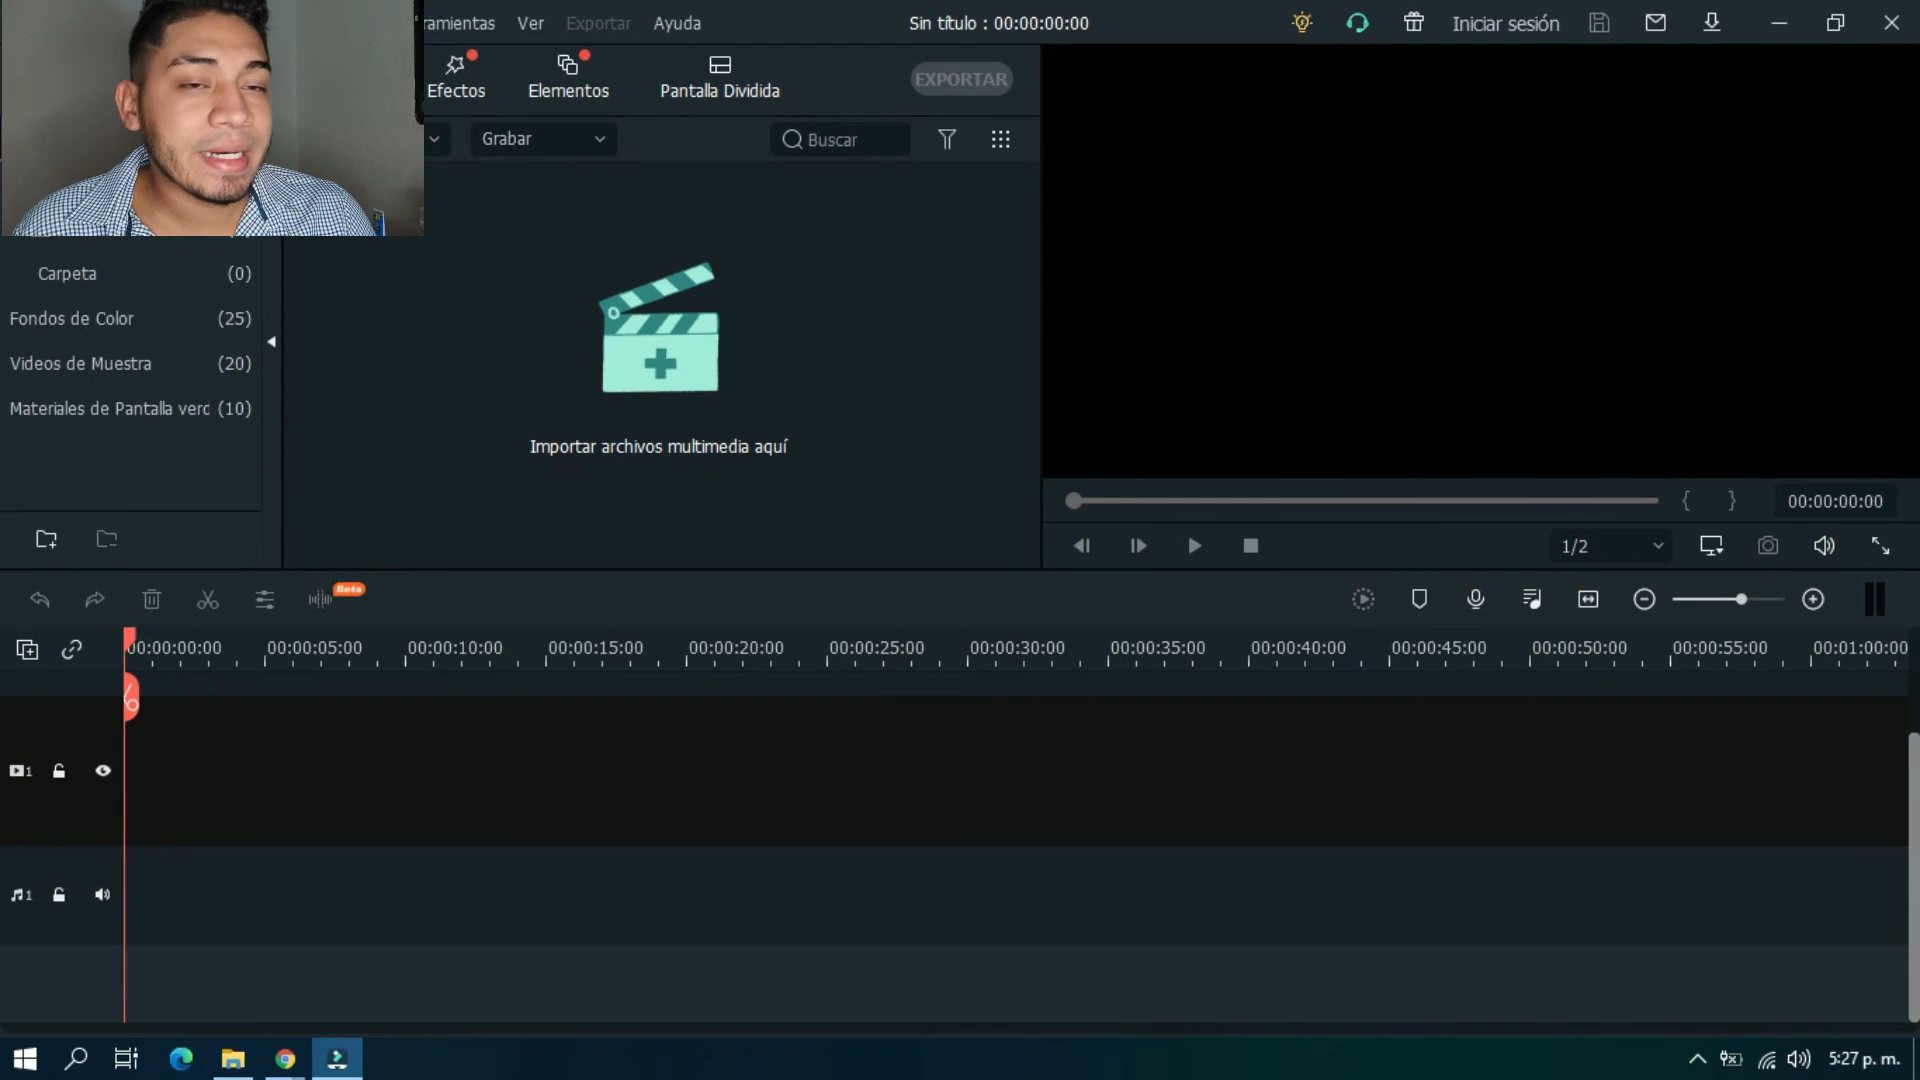 ramientas Ver Exportar Ayuda Sin título : 00:00:00:00 Iniciar sesión
Efectos Elementos Pantalla Dividida EXPORTAR
Grabar Buscar
Carpeta (0)
Fondos de Color (25)
Videos de Muestra (20)
Materiales de Pantalla verd (10)
Importar archivos multimedia aquí
{ } 00:00:00:00
1/2
Beta
00:00:00:00 00:00:05:00 00:00:10:00 00:00:15:00 00:00:20:00 00:00:25:00 00:00:30:00 00:00:35:00 00:00:40:00 00:00:45:00 00:00:50:00 00:00:55:00 00:01:00:00
1
1
5:27 p. m.